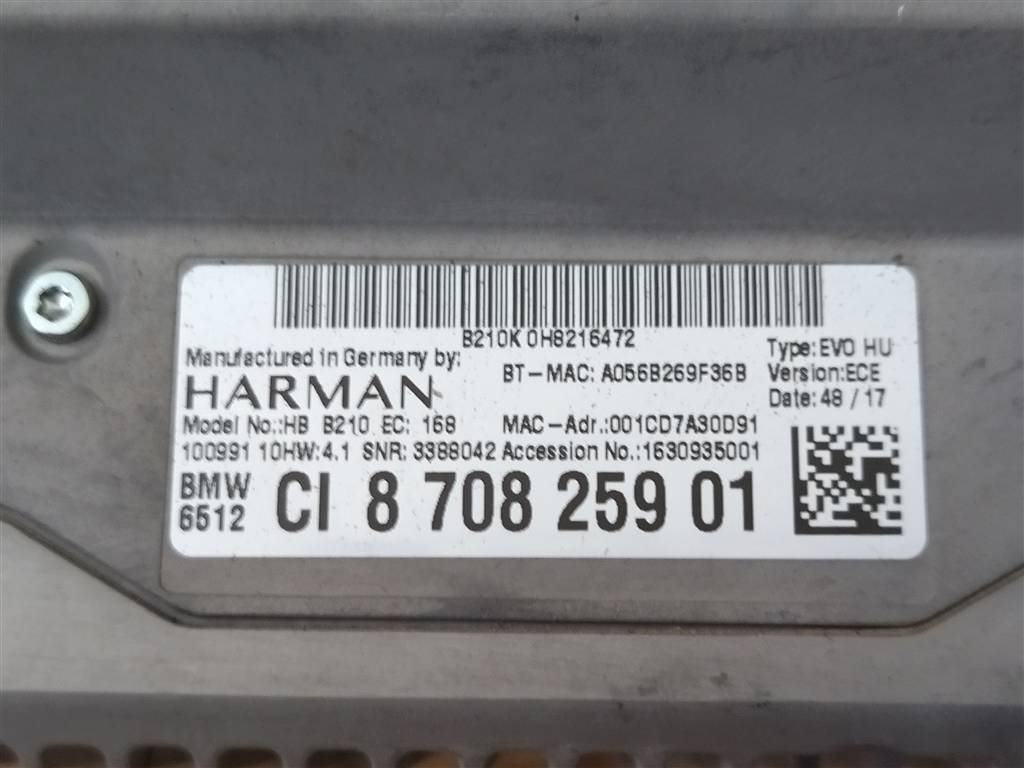 B210K 0H8216472
Manufactured in Germany by:
BT-MAC: A056B269F36B
Type:EVO HU
HARMAN
Version:ECE
Date: 48 / 17
Model No.:HB B210 EC: 168
MAC-Adr.:001CD7A30D91
100991 10HW:4.1 SNR: 3388042 Accession No.:1630935001
BMW
6512
CI 8 708 259 01